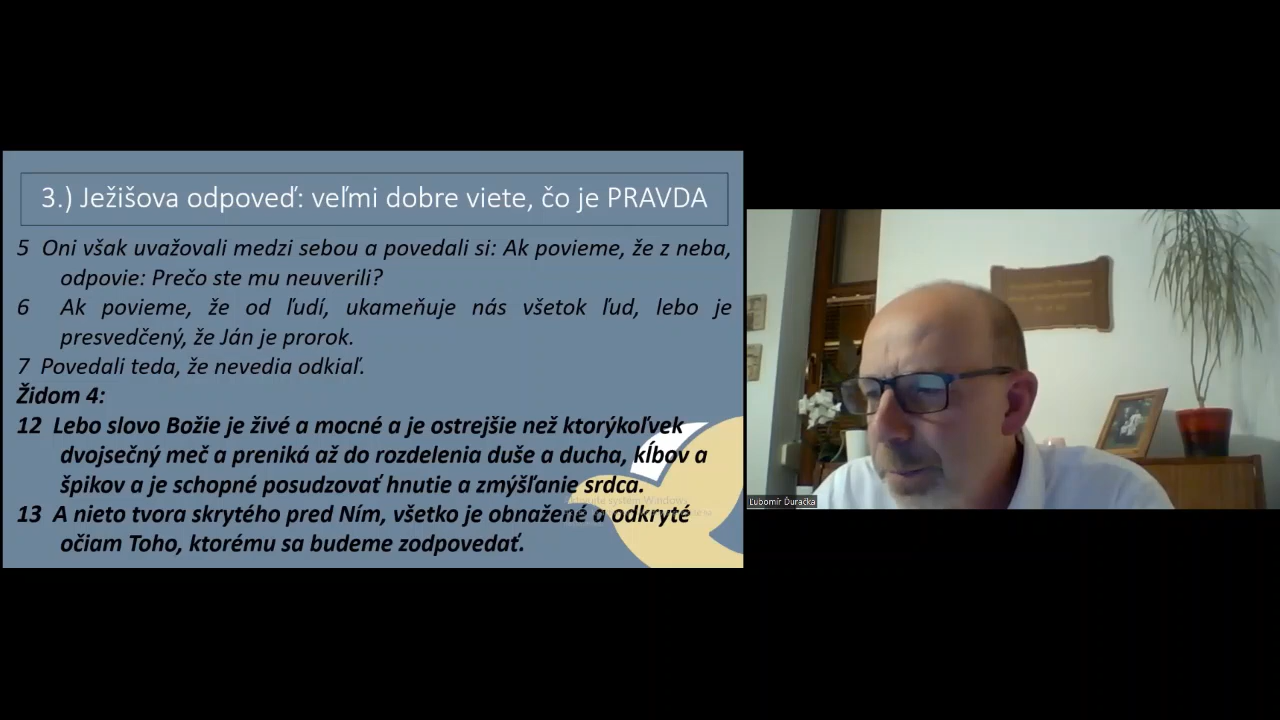 3.) Ježišova odpoveď: veľmi dobre viete, čo je PRAVDA
5 Oni však uvažovali medzi sebou a povedali si: Ak povieme, že z neba,
odpovie: Prečo ste mu neuverili?
6 Ak povieme, že od ľudí, ukameňuje nás všetok ľud, lebo je
presvedčený, že Ján je prorok.
7 Povedali teda, že nevedia odkiaľ.
Židom 4:
12 Lebo slovo Božie je živé a mocné a je ostrejšie než ktorýkoľvek
dvojsečný meč a preniká až do rozdelenia duše a ducha, kĺbov a
špikov a je schopné posudzovať hnutie a zmýšľanie srdca.
13 A nieto tvora skrytého pred Ním, všetko je obnažené a odkryté
očiam Toho, ktorému sa budeme zodpovedať.
systém Windows
Ľubomír Ďuračka